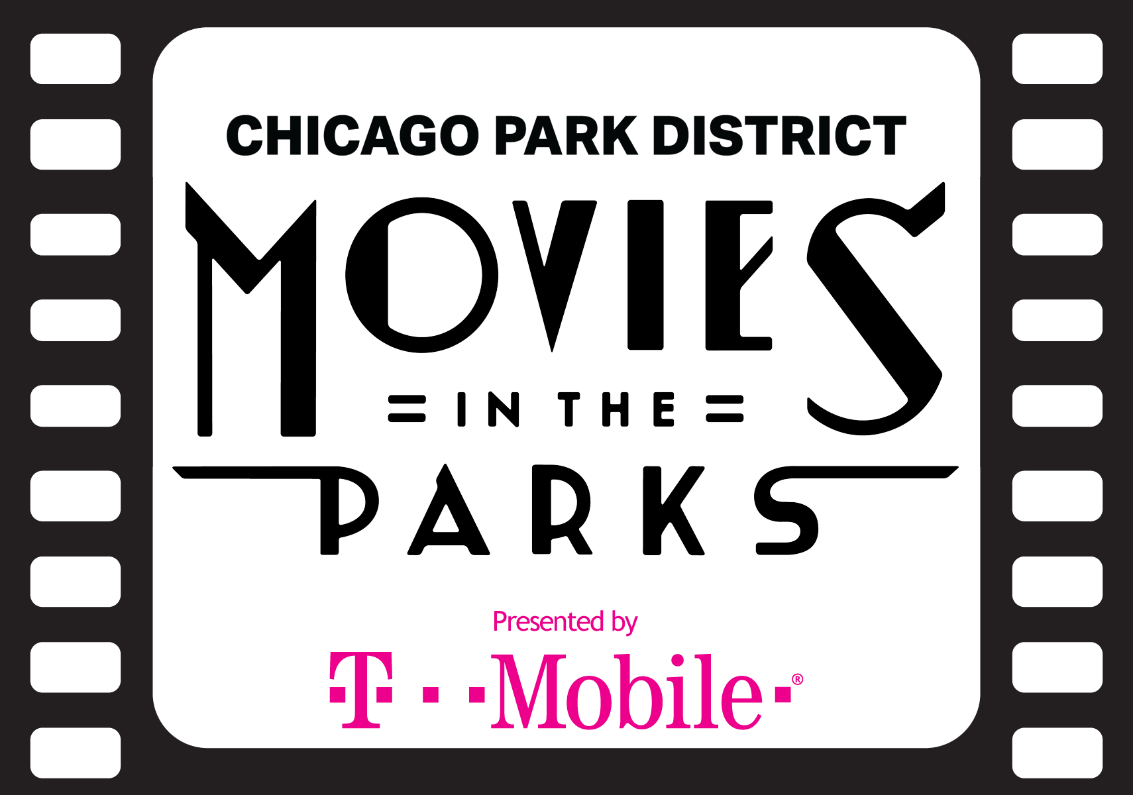 CHICAGO PARK DISTRICT
MOVIES
=IN THE=
PARKS
Presented by
T··Mobile·®